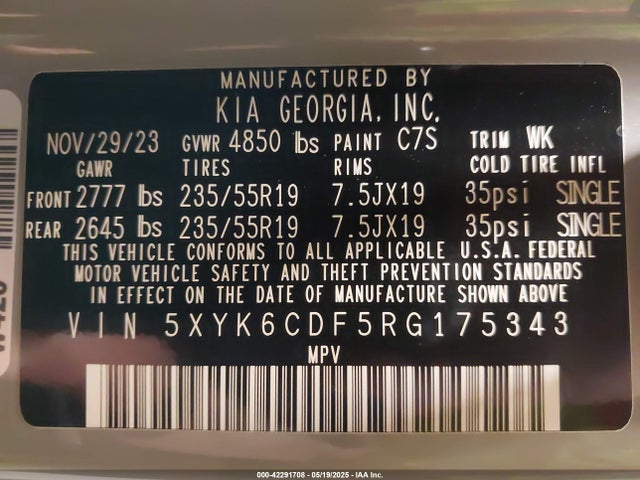 MANUFACTURED BY
KIA GEORGIA, INC.
NOV/29/23 GVWR 4850 lbs PAINT C7S TRIM WK
GAWR TIRES RIMS COLD TIRE INFL
FRONT 2777 lbs 235/55R19 7.5JX19 35psi SINGLE
REAR 2645 lbs 235/55R19 7.5JX19 35psi SINGLE
THIS VEHICLE CONFORMS TO ALL APPLICABLE U.S.A. FEDERAL
MOTOR VEHICLE SAFETY AND THEFT PREVENTION STANDARDS
IN EFFECT ON THE DATE OF MANUFACTURE SHOWN ABOVE
VIN 5XYK6CDF5RG175343
MPV
000-42291708 - 05/19/2025 - IAA Inc.